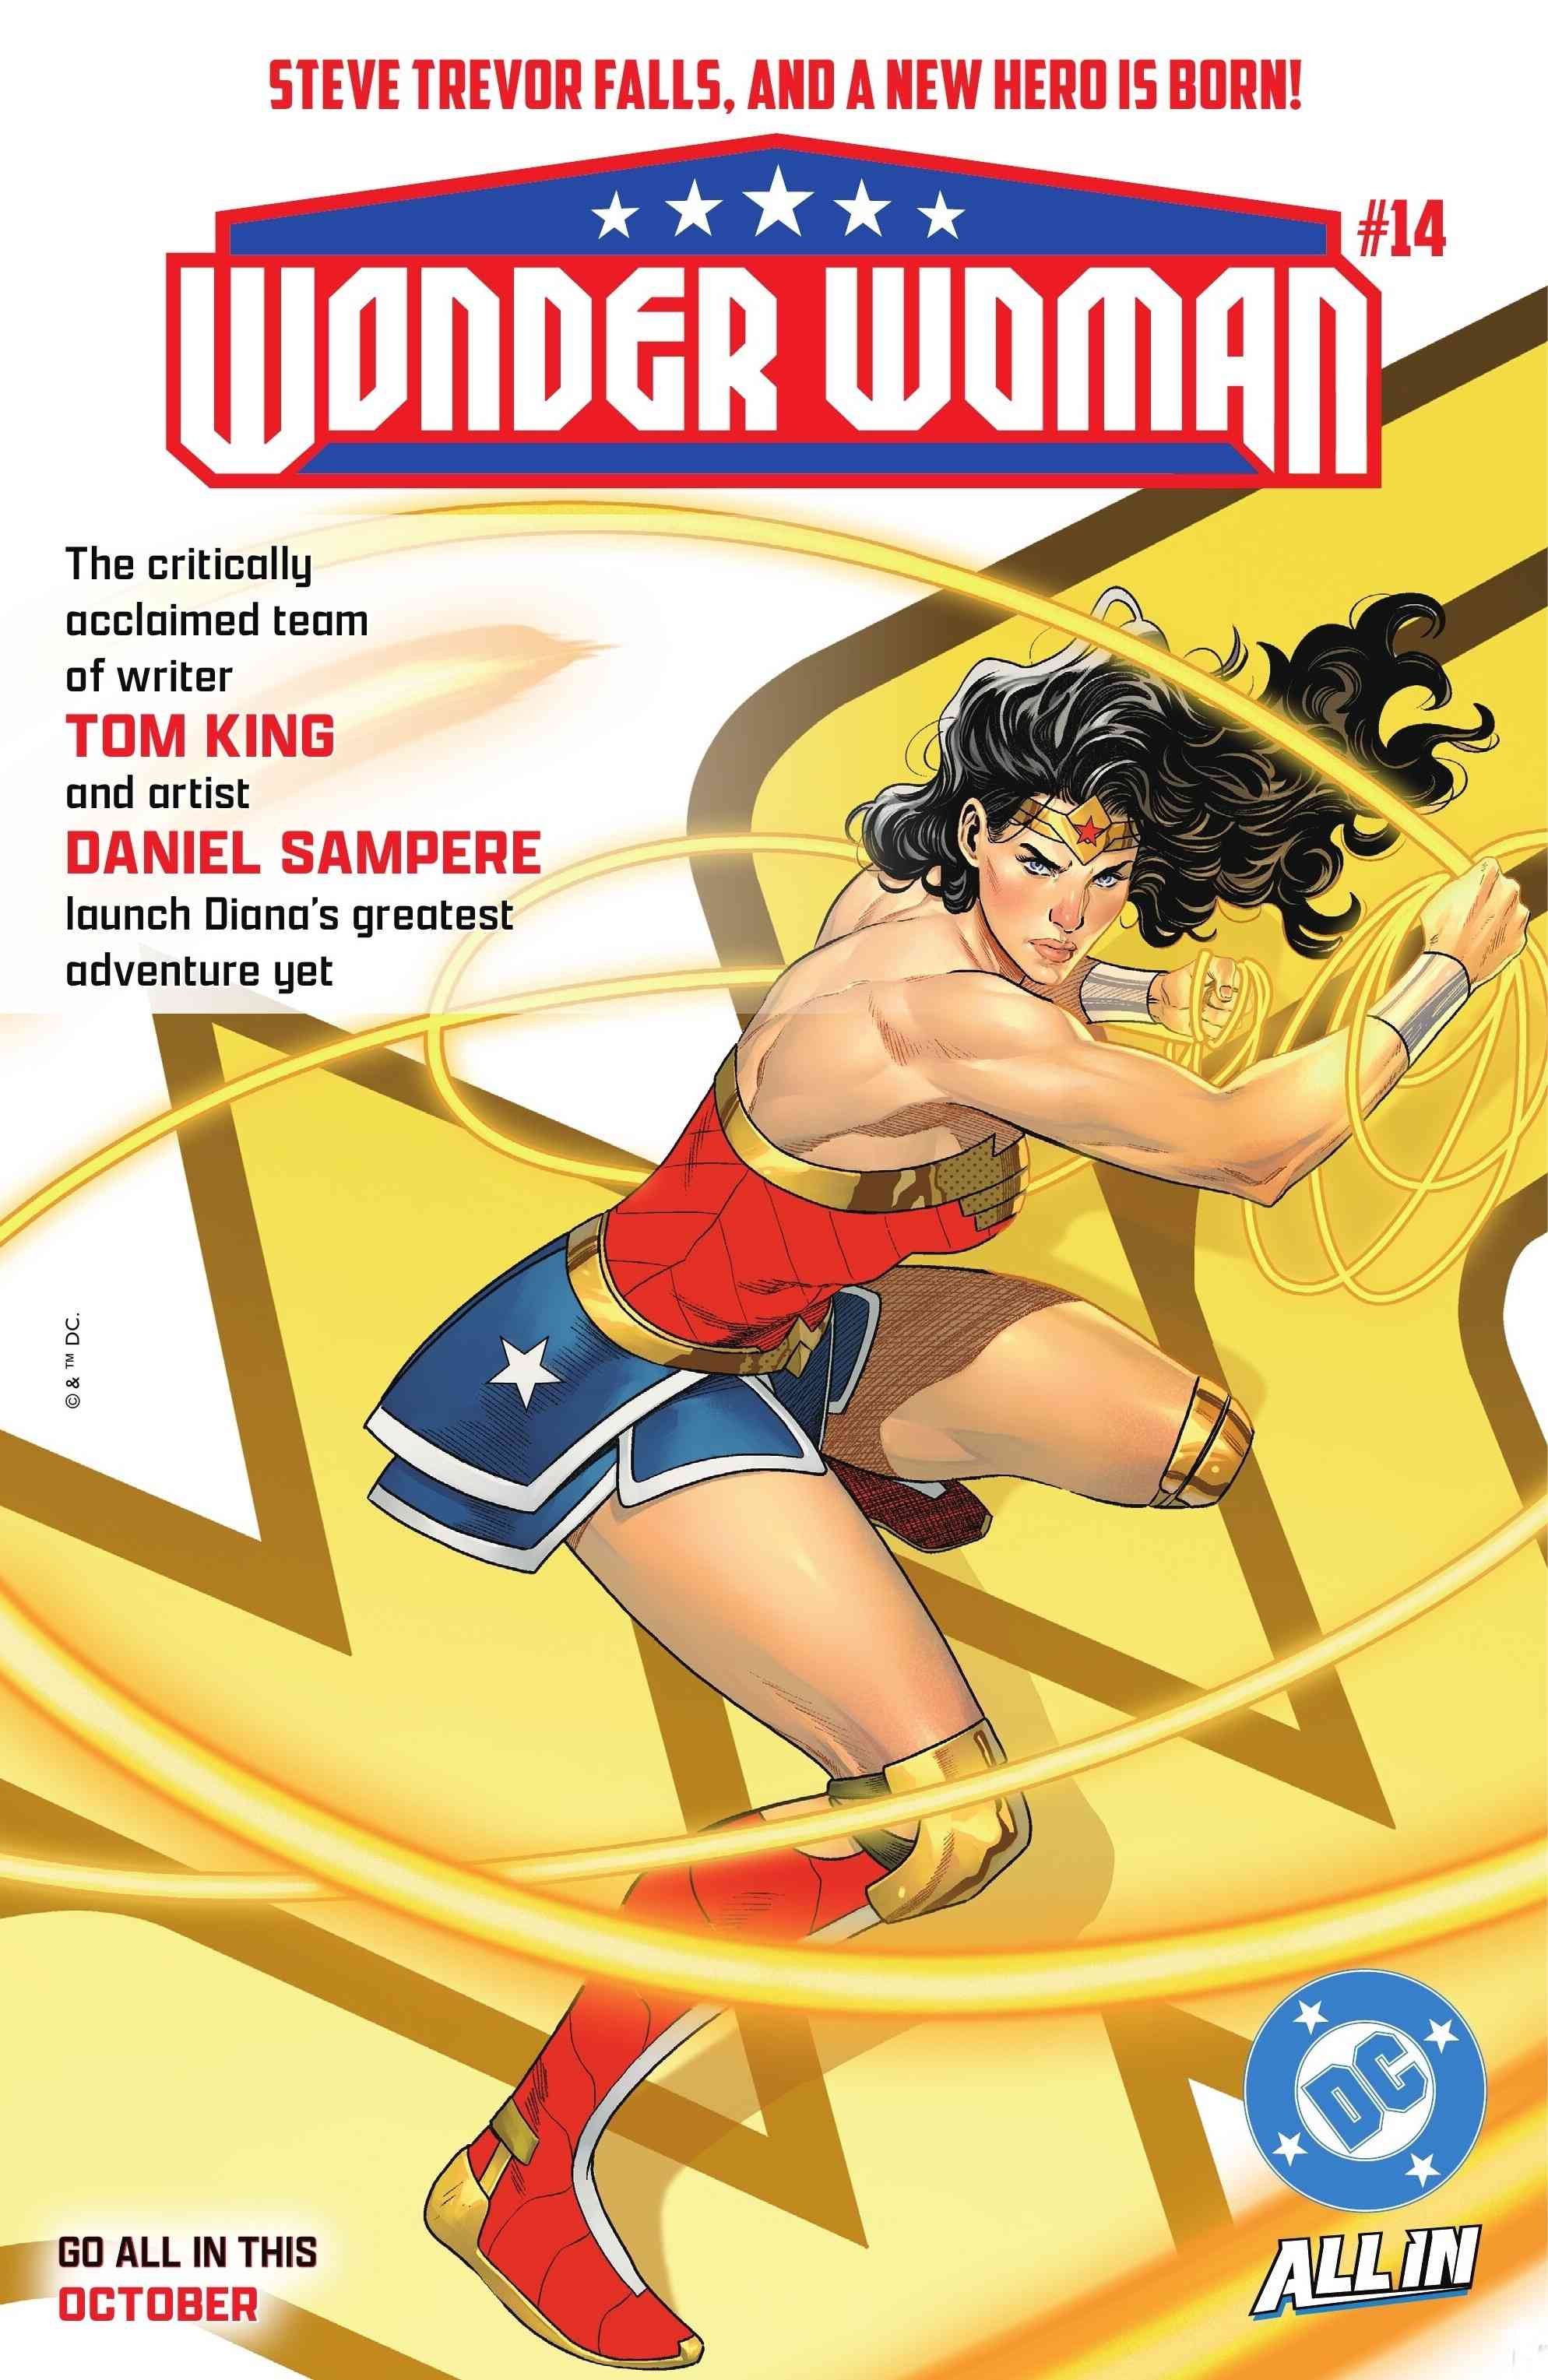 STEVE TREVOR FALLS, AND A NEW HERO IS BORN!
#14
WONDER WOMAN
The critically
acclaimed team
of writer
TOM KING
and artist
DANIEL SAMPERE
launch Diana's greatest
adventure yet
© & ™ DC.
DC
GO ALL IN THIS
OCTOBER
ALL IN